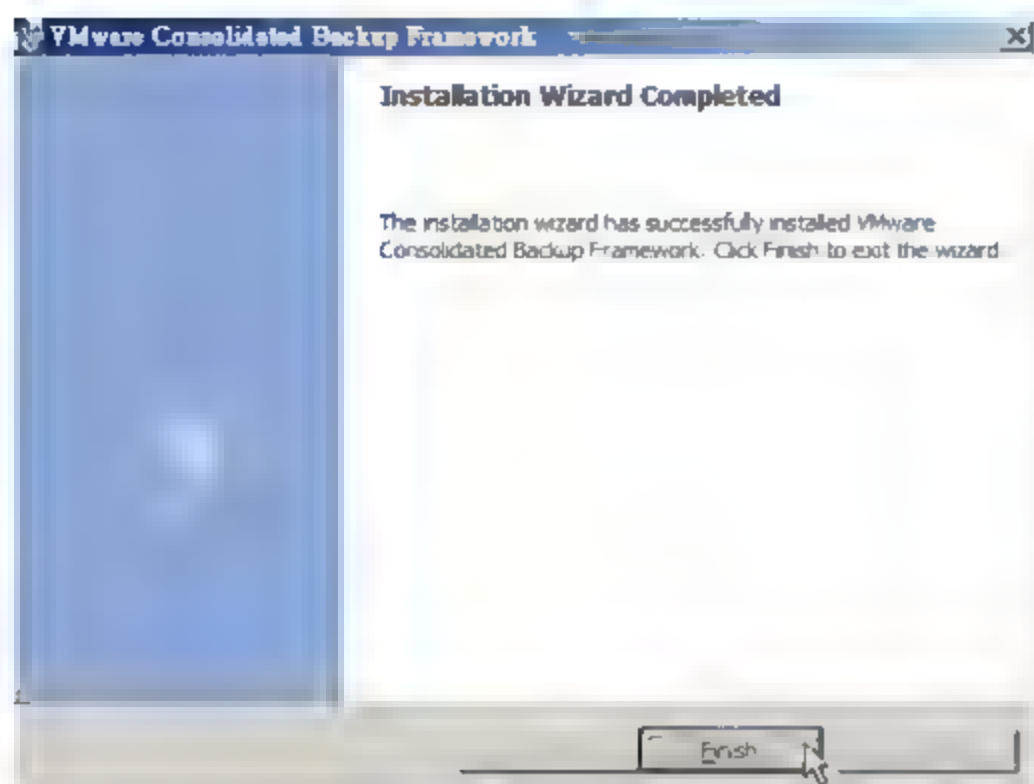 VMware Consolidated Backup Framework
Installation Wizard Completed
The installation wizard has successfully installed VMware
Consolidated Backup Framework. Click Finish to exit the wizard
Finish